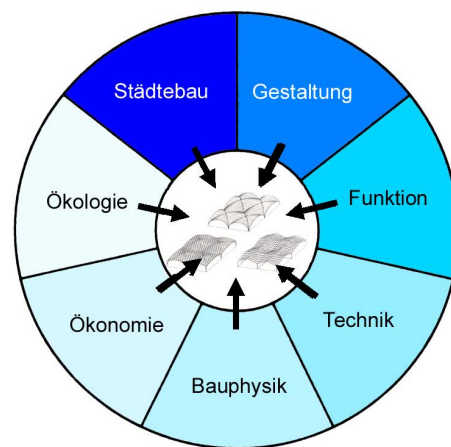 Städtebau
Gestaltung
Ökologie
Funktion
Ökonomie
Technik
Bauphysik